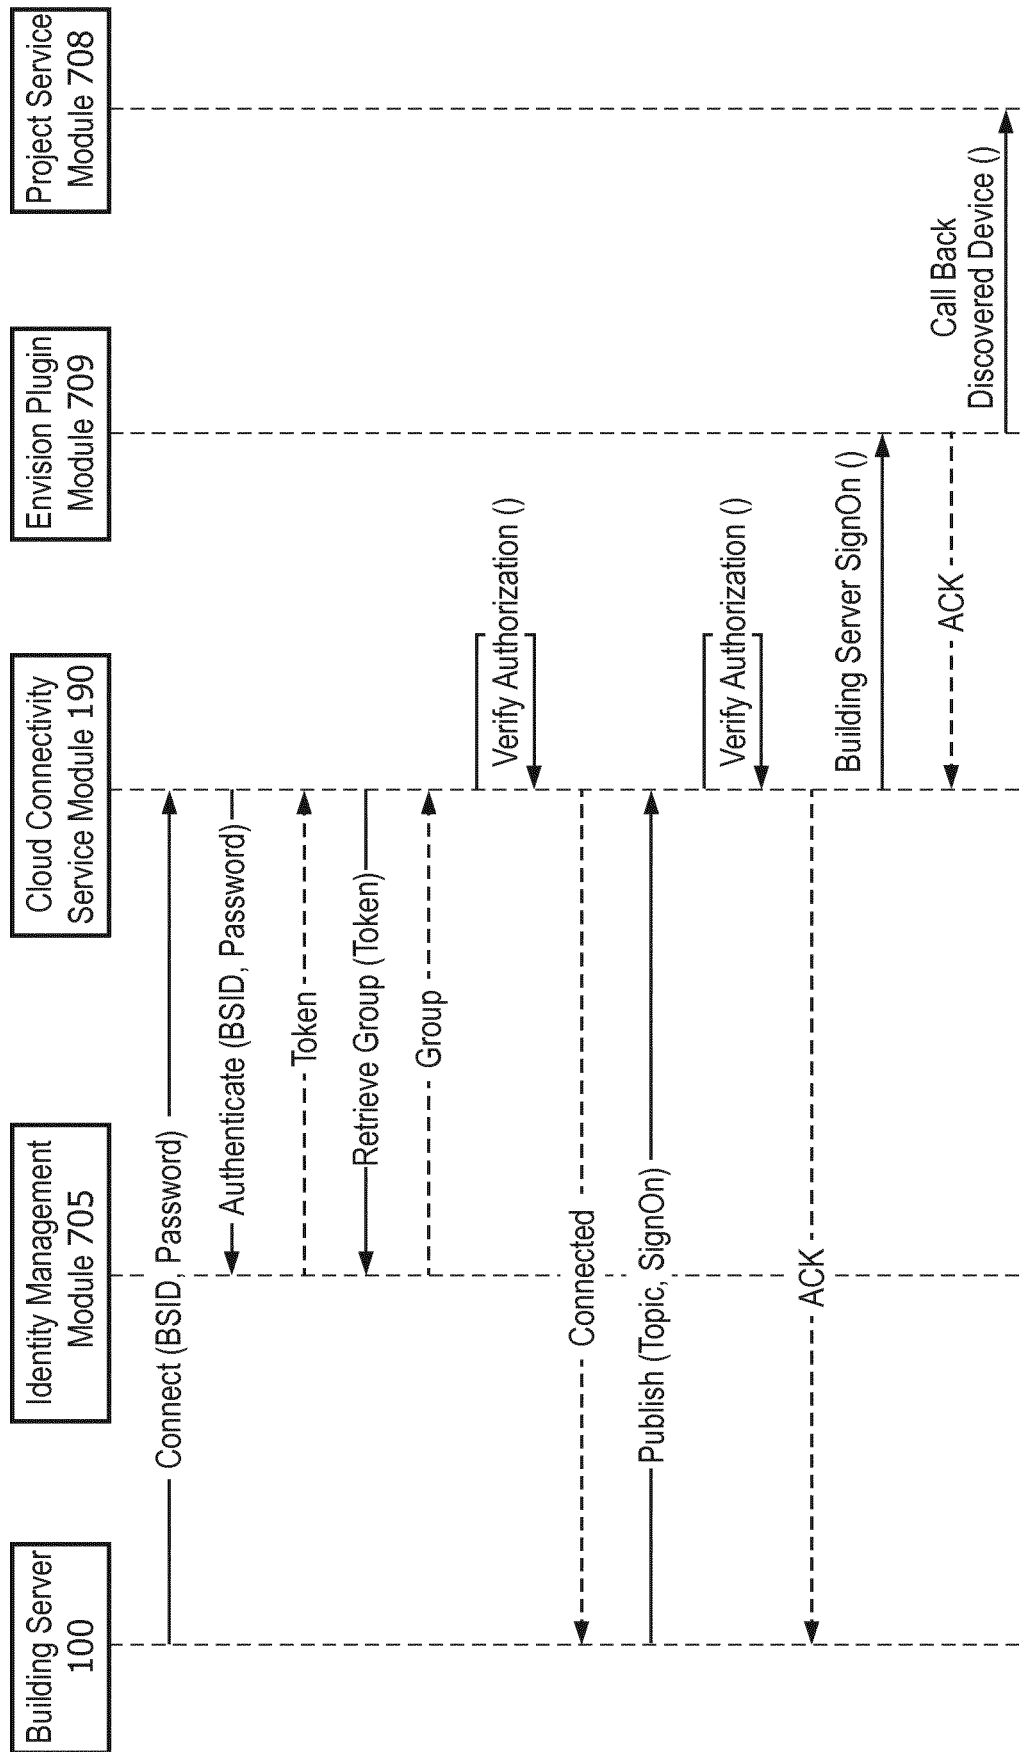 Building Server
100
Identity Management
Module 705
Cloud Connectivity
Service Module 190
Envision Plugin
Module 709
Project Service
Module 708
Connect (BSID, Password)
Authenticate (BSID, Password)
Token
Retrieve Group (Token)
Group
Verify Authorization ()
Connected
Publish (Topic, SignOn)
Verify Authorization ()
ACK
Building Server SignOn ()
ACK
Call Back
Discovered Device ()